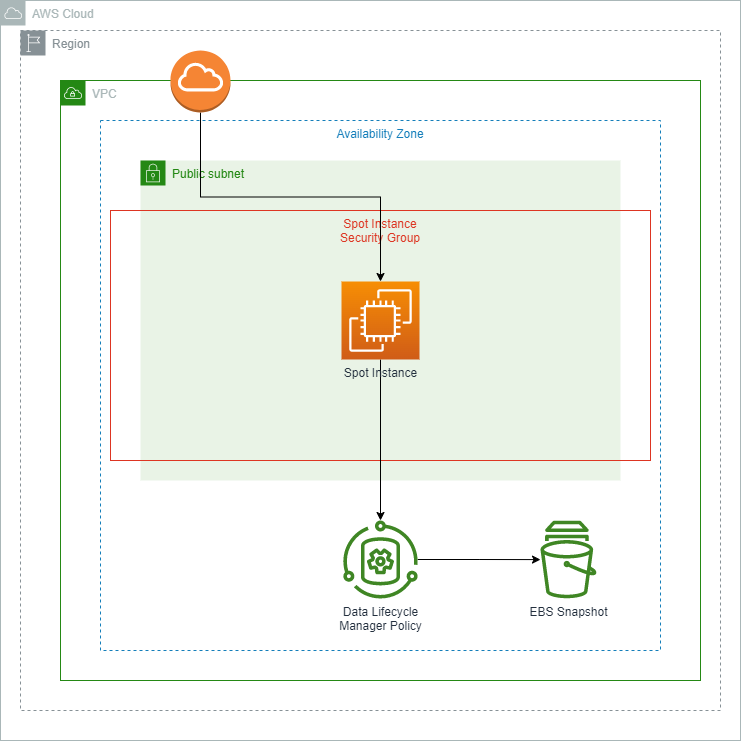 AWS Cloud
Region
VPC
Availability Zone
Public subnet
Spot Instance
Security Group
Spot Instance
Data Lifecycle
Manager Policy
EBS Snapshot